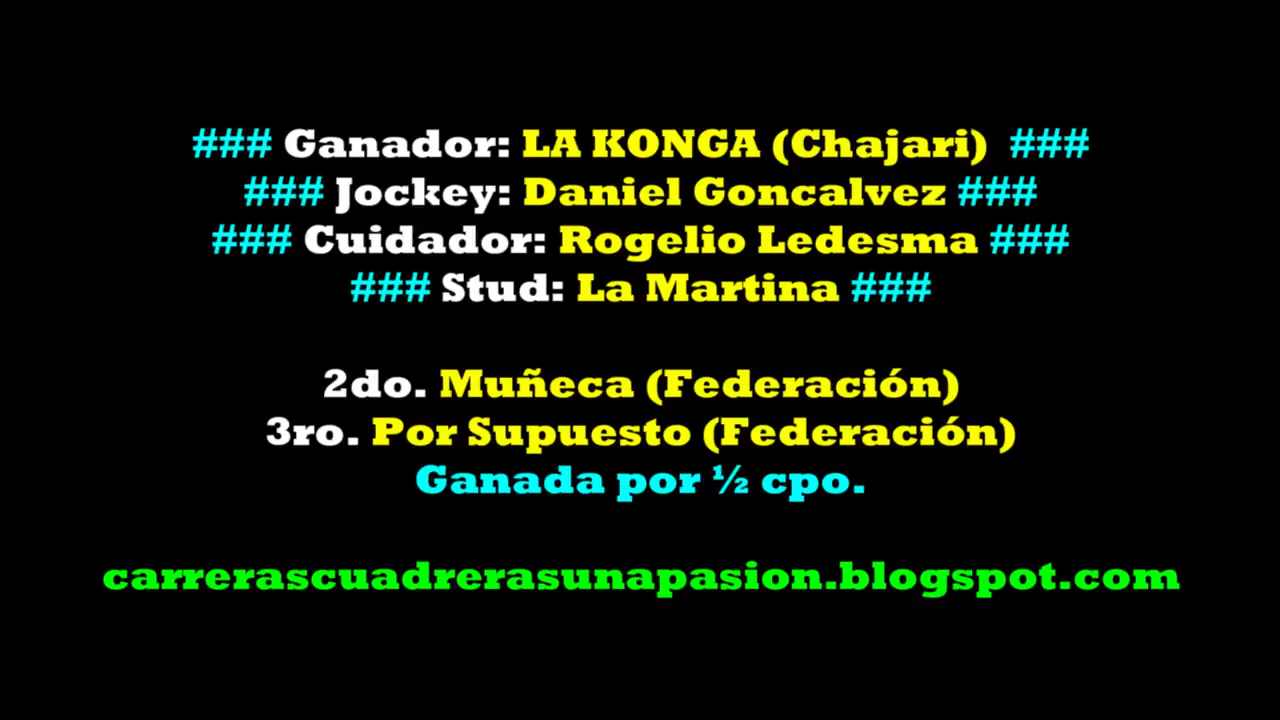 ### Ganador: LA KONGA (Chajari) ###
### Jockey: Daniel Goncalvez ###
### Cuidador: Rogelio Ledesma ###
### Stud: La Martina ###
2do. Muñeca (Federación)
3ro. Por Supuesto (Federación)
Ganada por ½ cpo.
carrerascuadrerasunapasion.blogspot.com